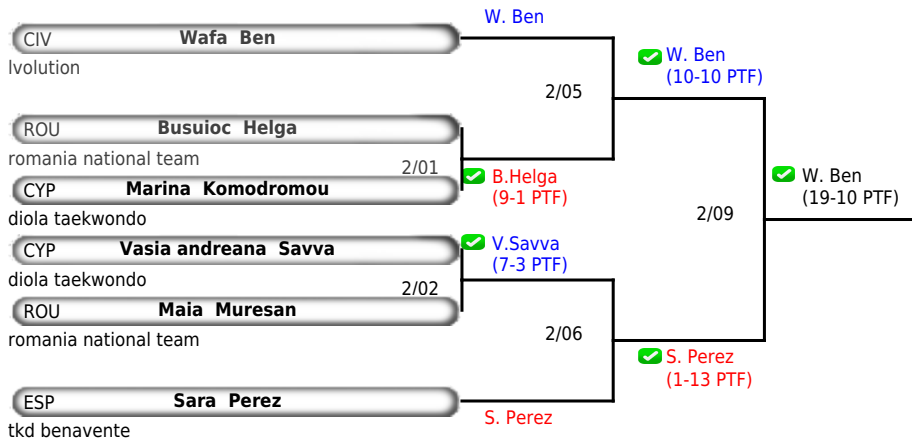 W. Ben
CIV Wafa Ben
lvolution
W. Ben
(10-10 PTF)
2/05
ROU Busuioc Helga
romania national team
2/01
B.Helga
(9-1 PTF)
CYP Marina Komodromou
diola taekwondo
W. Ben
(19-10 PTF)
2/09
CYP Vasia andreana Savva
diola taekwondo
V.Savva
(7-3 PTF)
2/02
ROU Maia Muresan
romania national team
2/06
S. Perez
(1-13 PTF)
ESP Sara Perez
tkd benavente
S. Perez